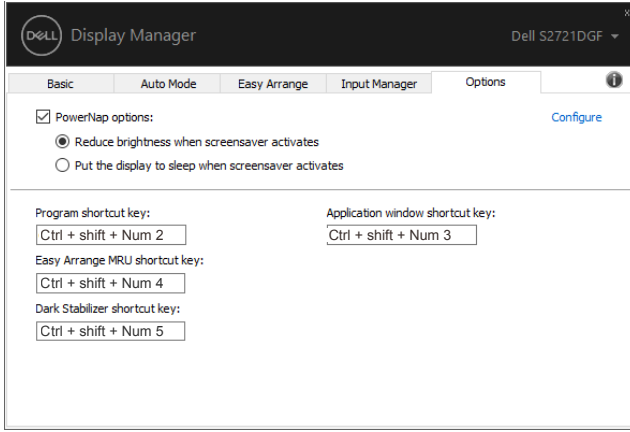 DELL Display Manager
Dell S2721DGF
x
Basic Auto Mode Easy Arrange Input Manager Options
PowerNap options: Configure
Reduce brightness when screensaver activates
Put the display to sleep when screensaver activates
Program shortcut key: Application window shortcut key:
Ctrl + shift + Num 2 Ctrl + shift + Num 3
Easy Arrange MRU shortcut key:
Ctrl + shift + Num 4
Dark Stabilizer shortcut key:
Ctrl + shift + Num 5